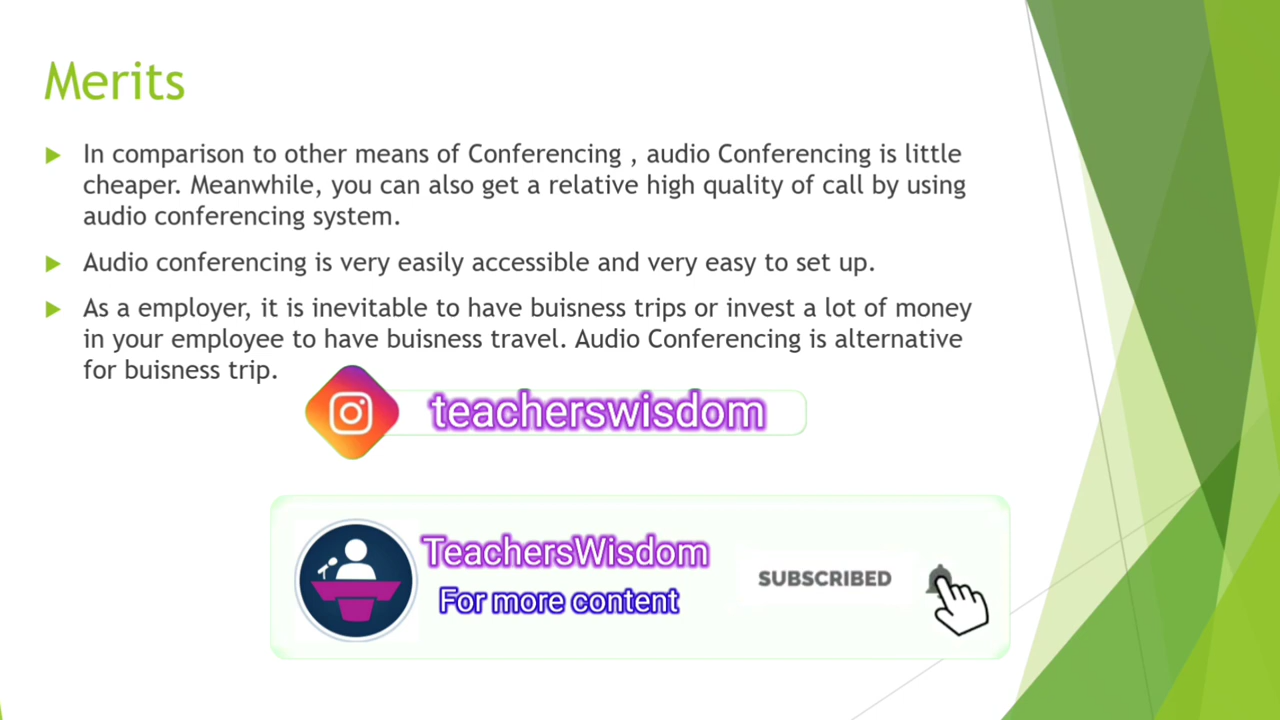 Merits
In comparison to other means of Conferencing , audio Conferencing is little
cheaper. Meanwhile, you can also get a relative high quality of call by using
audio conferencing system.
Audio conferencing is very easily accessible and very easy to set up.
As a employer, it is inevitable to have buisness trips or invest a lot of money
in your employee to have buisness travel. Audio Conferencing is alternative
for buisness trip.
teacherswisdom
TeachersWisdom
For more content
SUBSCRIBED